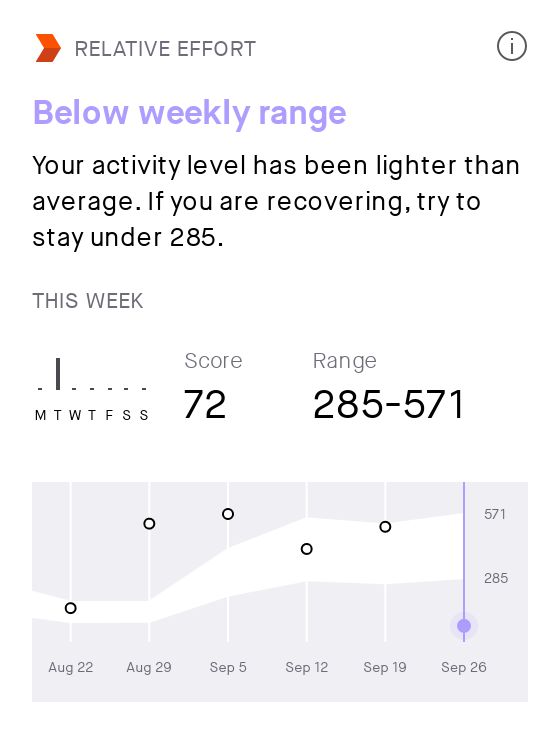 RELATIVE EFFORT
Below weekly range
Your activity level has been lighter than
average. If you are recovering, try to
stay under 285.
THIS WEEK
M T W T F S S
Score
72
Range
285-571
571
285
Aug 22 Aug 29 Sep 5 Sep 12 Sep 19 Sep 26